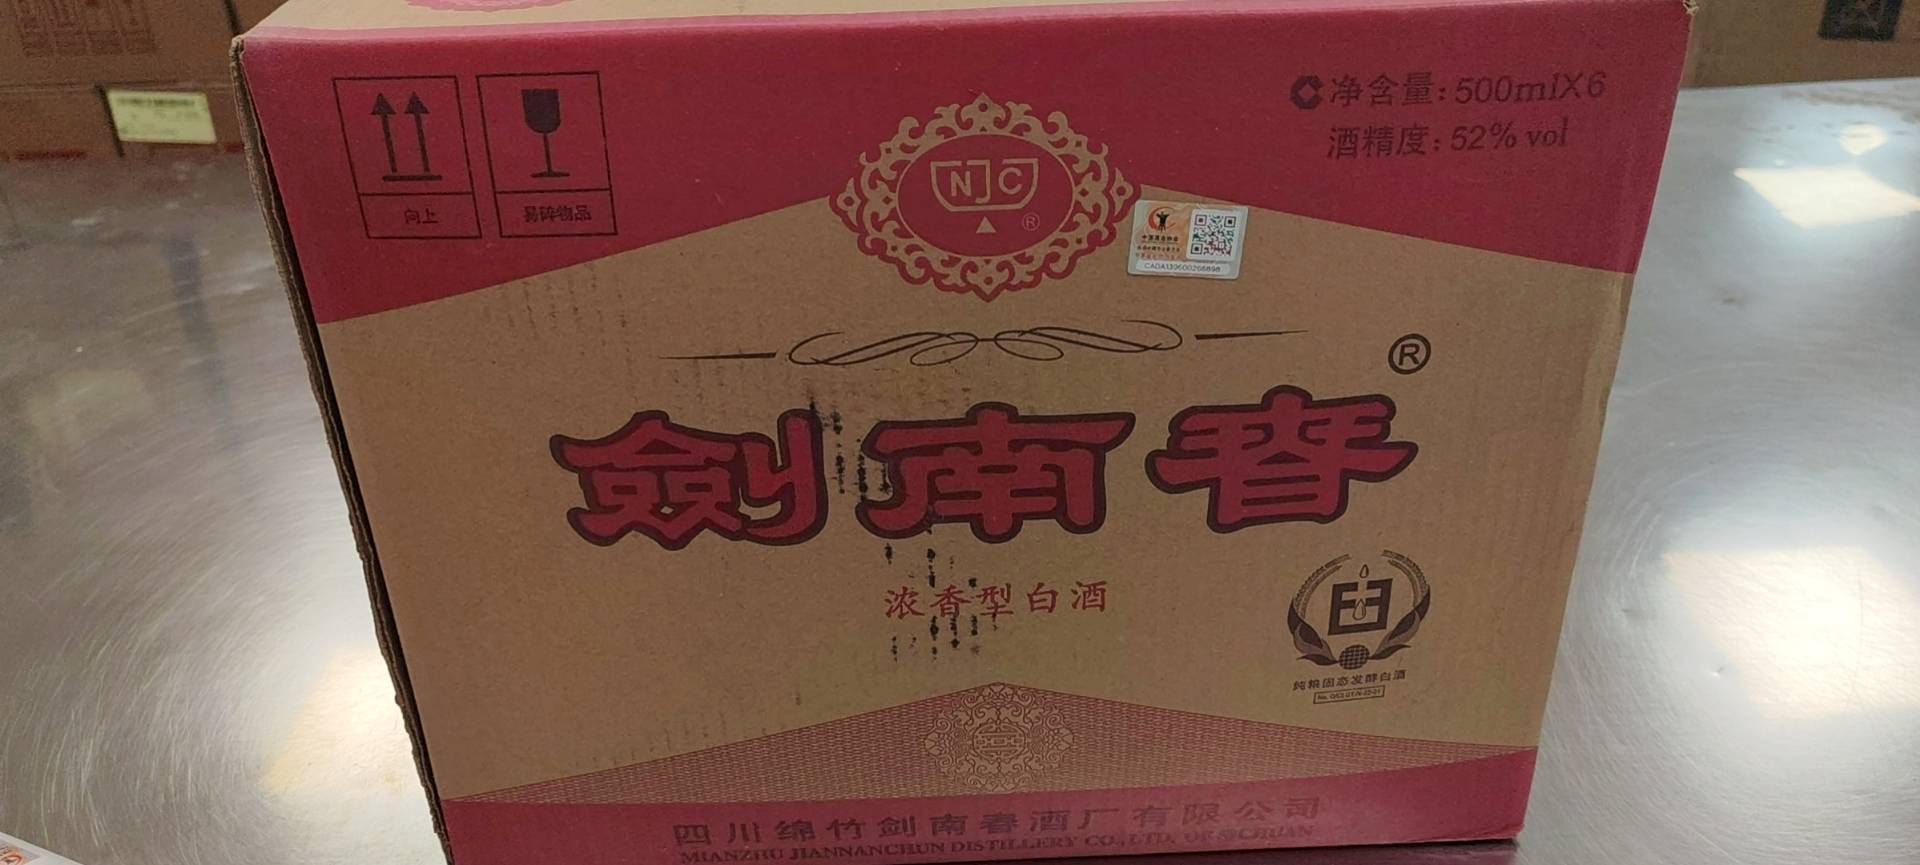 净含量:500mlX6
酒精度:52% vol
向上
易碎物品
NJC
®
CADA130600266898
®
劍南春
浓香型白酒
纯粮固态发酵白酒
四川绵竹剑南春酒厂有限公司
MIANZHU JIANNANCHUN DISTILLERY CO., LTD, OF SICHUAN